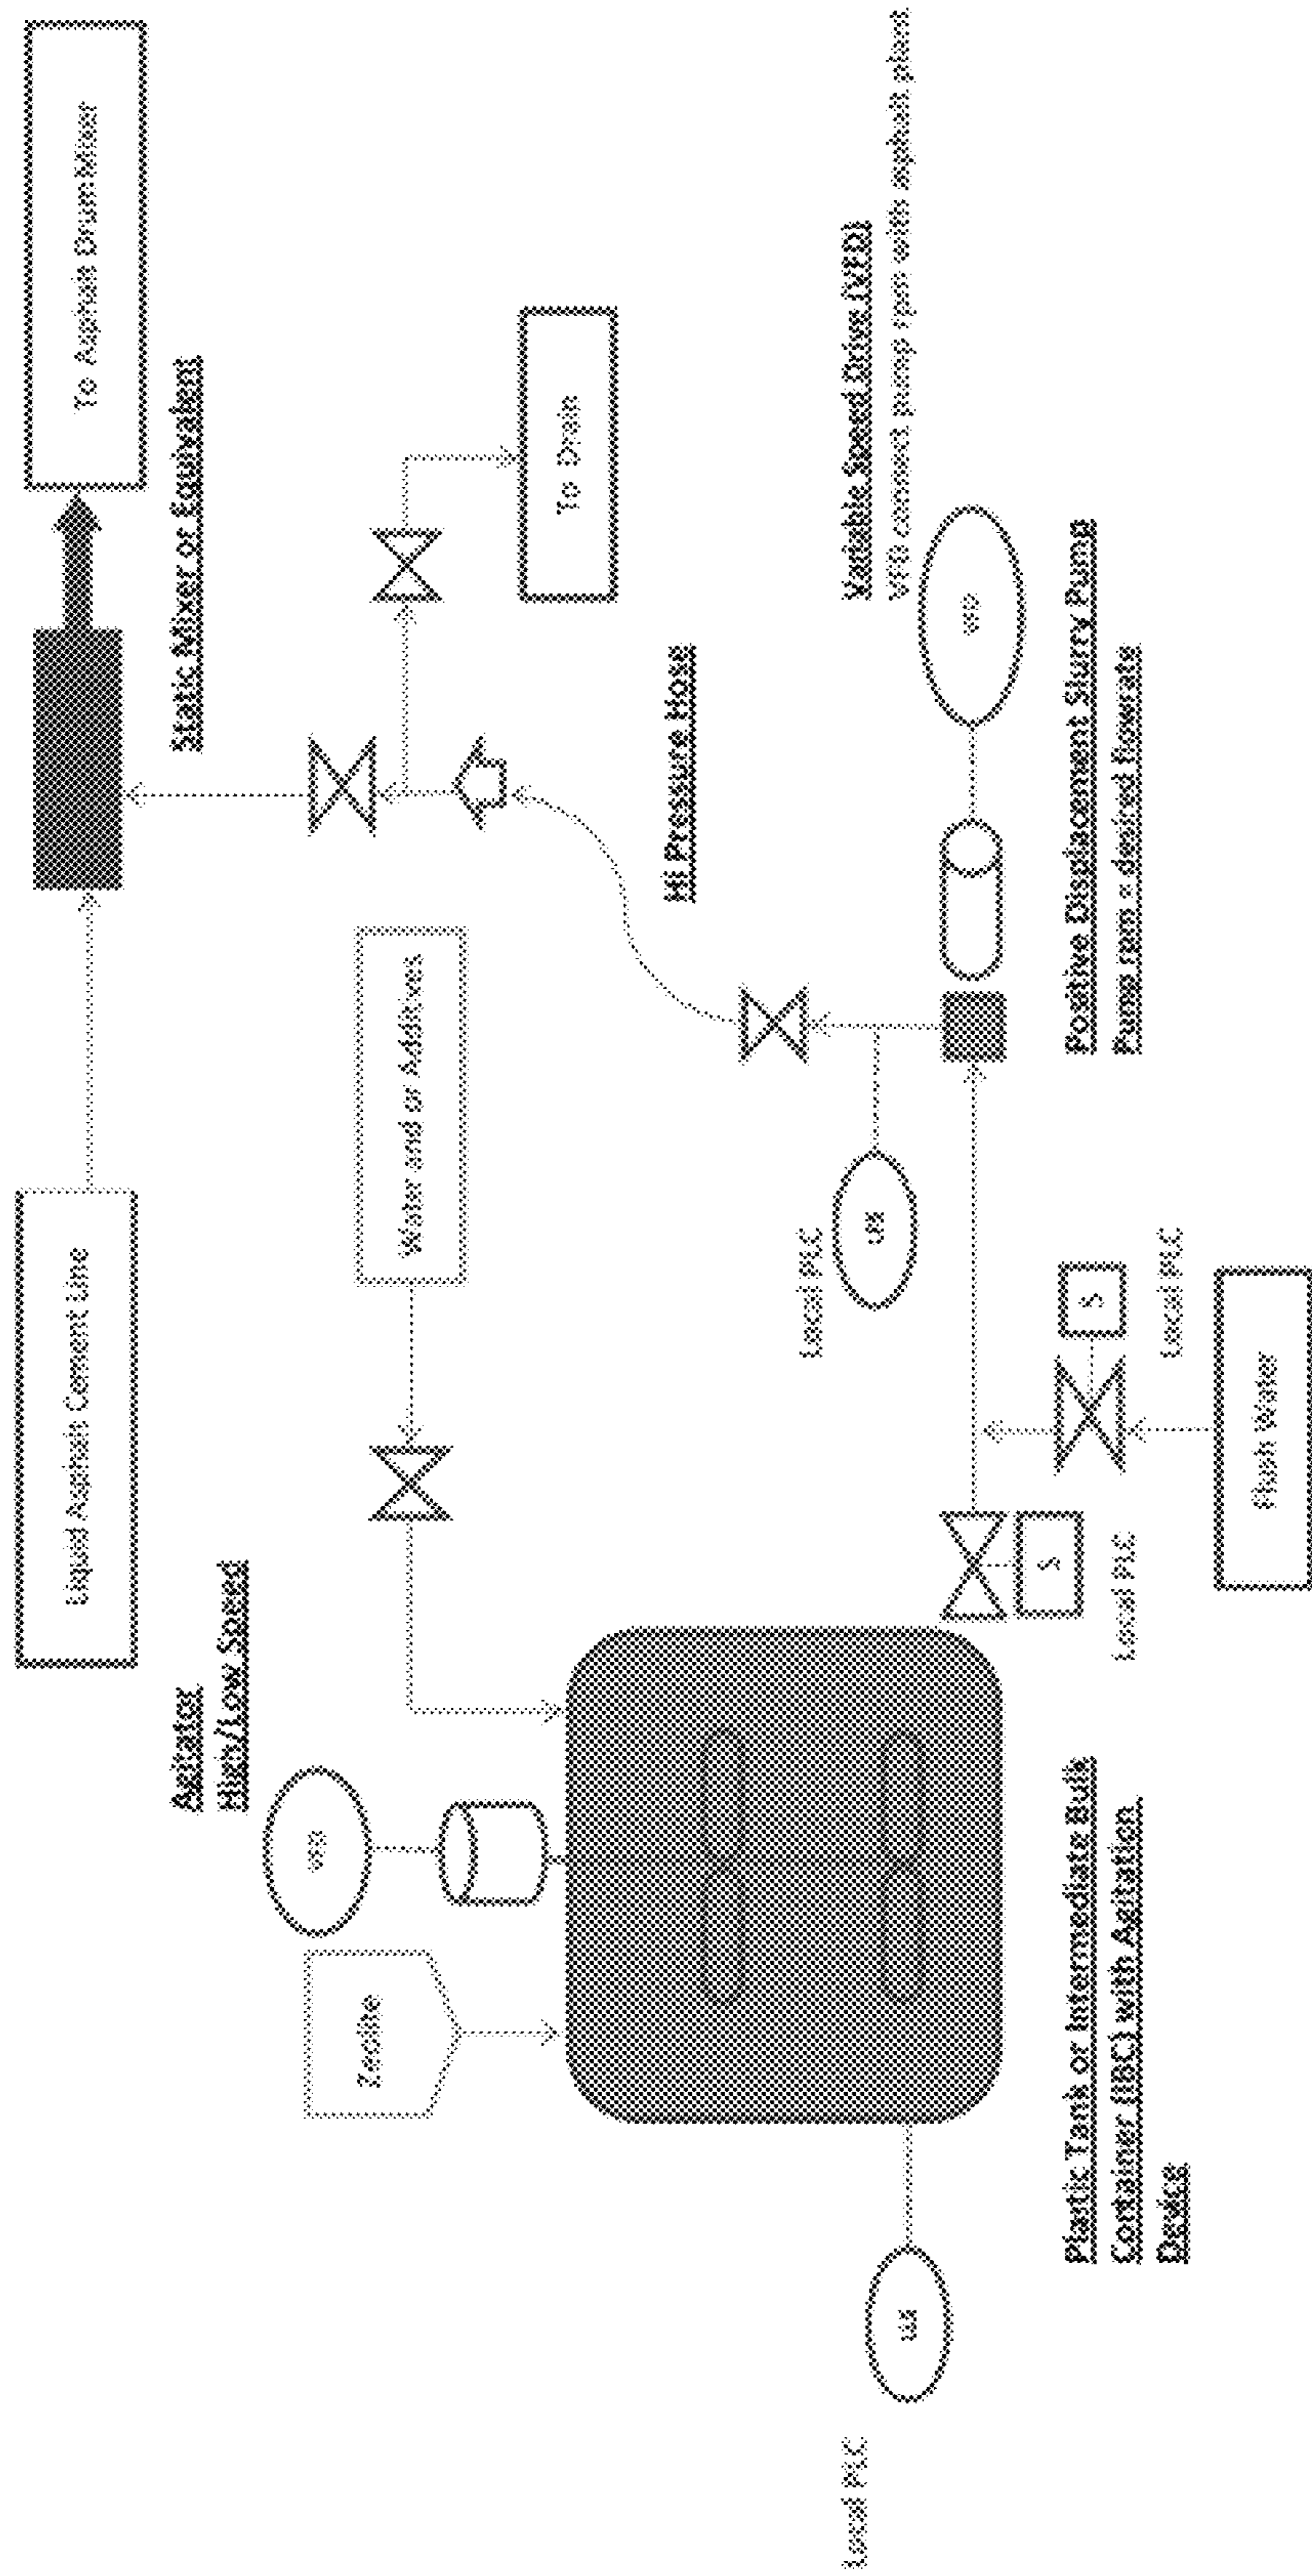 Liquid Asphalt Cement Line
To Asphalt Drum Mixer
Static Mixer or Equivalent
Agitator
High/Low Speed
VFD
Zeolite
Water and or Additives
To Drain
Hi Pressure Hose
Local PLC
Variable Speed Drive (VFD)
VFD connect pump rpm with asphalt plant
VFD
Local PLC
S
Local PLC
S
Local PLC
Plastic Tank or Intermediate Bulk
Container (IBC) with Agitation
Device
Positive Displacement Slurry Pump
Pump rpm = desired flowrate
Flush Water